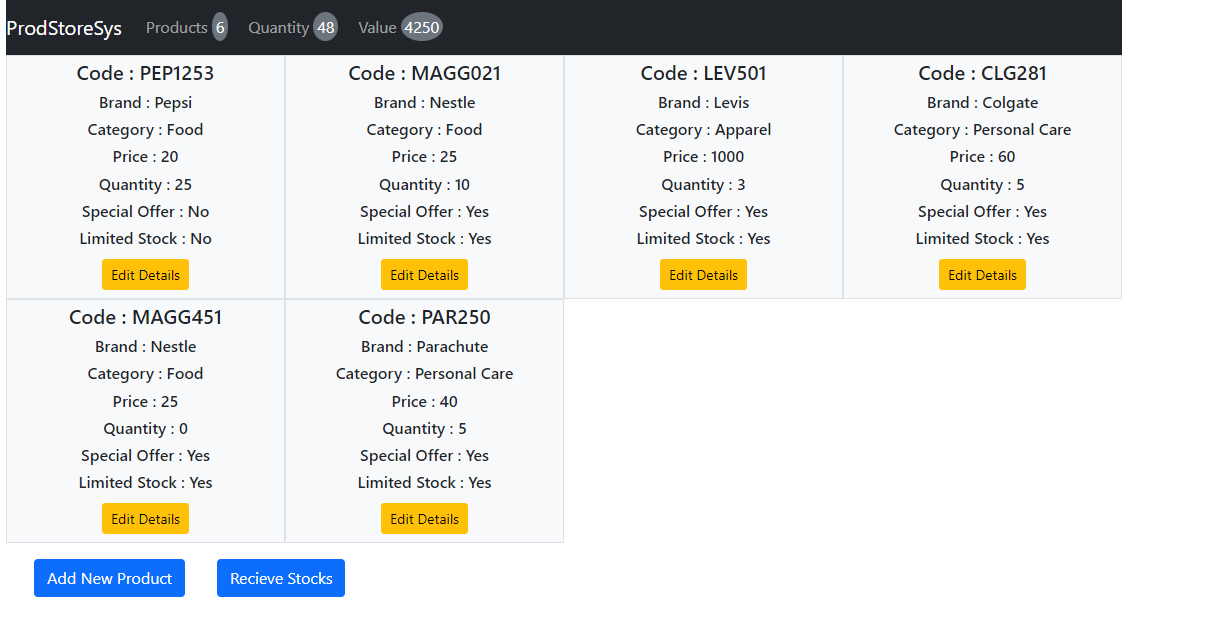 ProdStoreSys Products 6 Quantity 48 Value 4250
Code : PEP1253
Brand : Pepsi
Category : Food
Price : 20
Quantity : 25
Special Offer : No
Limited Stock : No
Edit Details
Code : MAGG021
Brand : Nestle
Category : Food
Price : 25
Quantity : 10
Special Offer : Yes
Limited Stock : Yes
Edit Details
Code : LEV501
Brand : Levis
Category : Apparel
Price : 1000
Quantity : 3
Special Offer : Yes
Limited Stock : Yes
Edit Details
Code : CLG281
Brand : Colgate
Category : Personal Care
Price : 60
Quantity : 5
Special Offer : Yes
Limited Stock : Yes
Edit Details
Code : MAGG451
Brand : Nestle
Category : Food
Price : 25
Quantity : 0
Special Offer : Yes
Limited Stock : Yes
Edit Details
Code : PAR250
Brand : Parachute
Category : Personal Care
Price : 40
Quantity : 5
Special Offer : Yes
Limited Stock : Yes
Edit Details
Add New Product Recieve Stocks